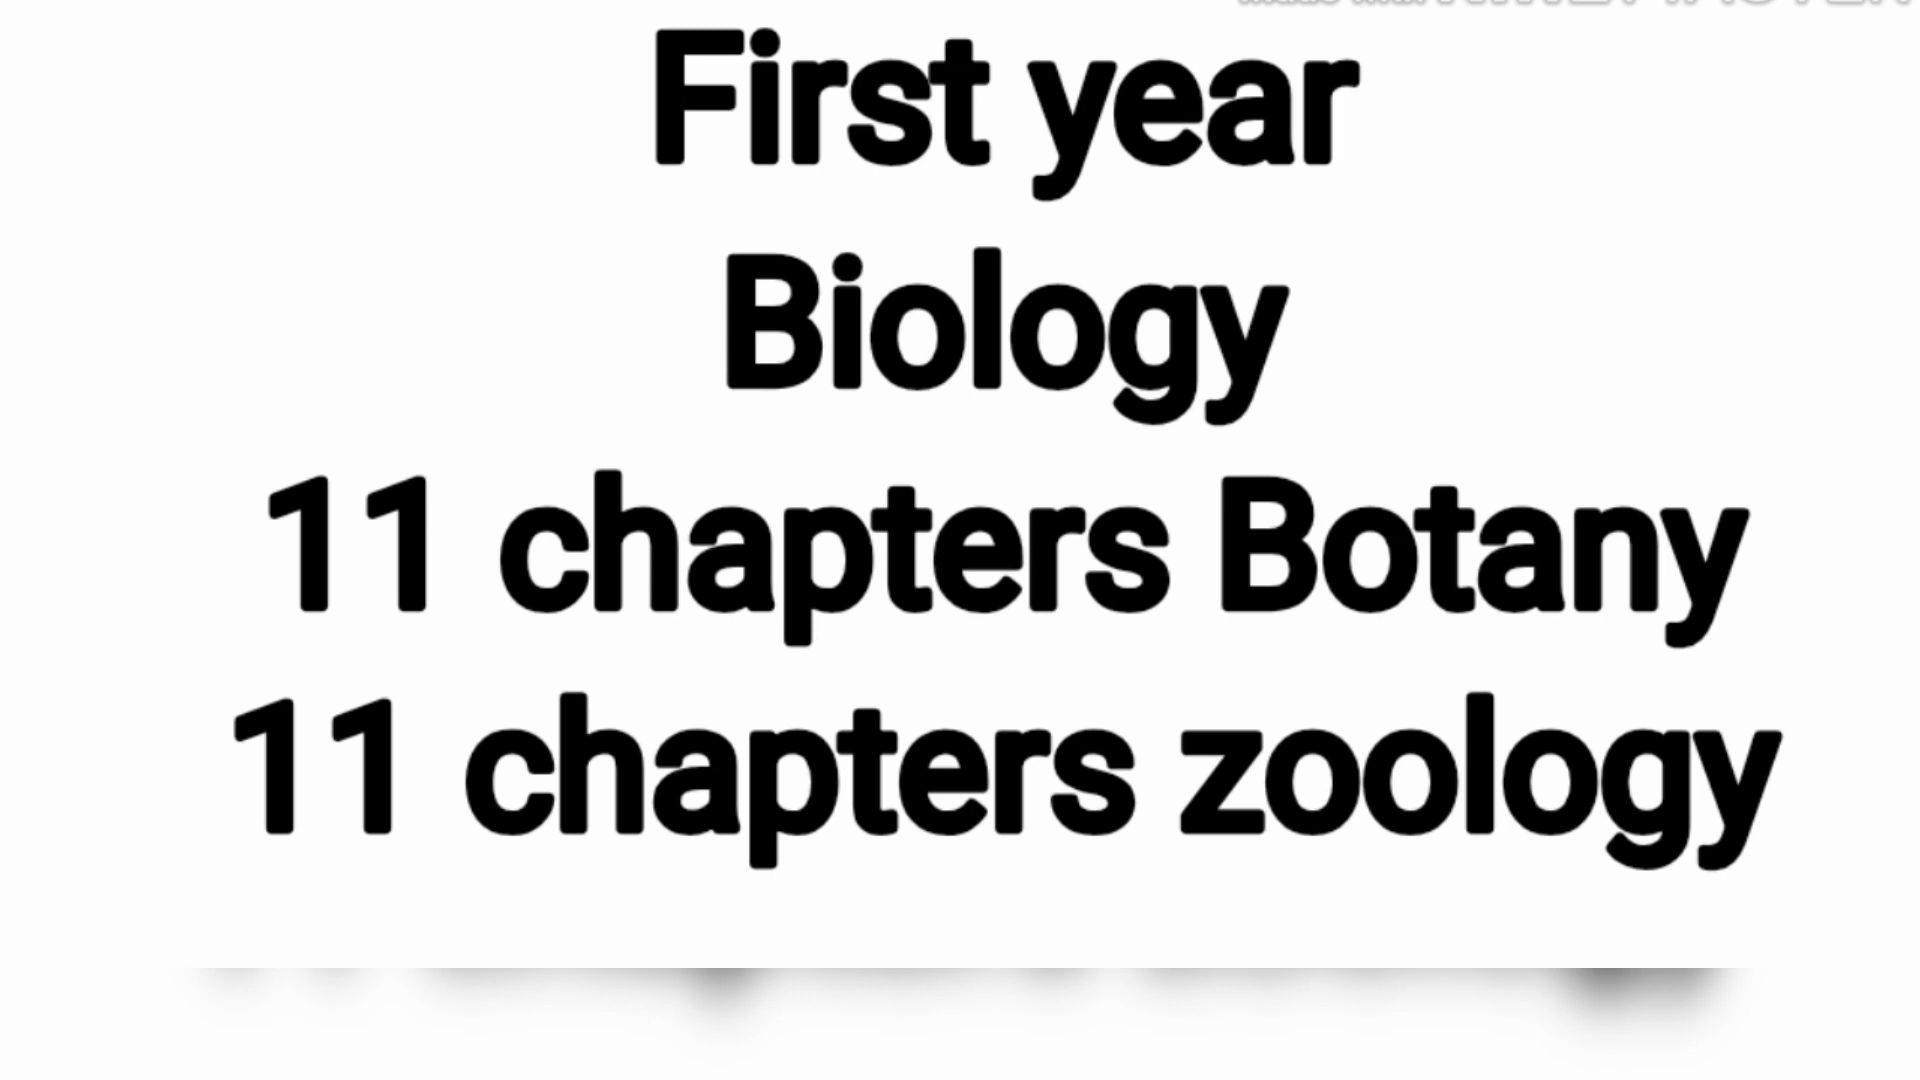 First year
Biology
11 chapters Botany
11 chapters zoology